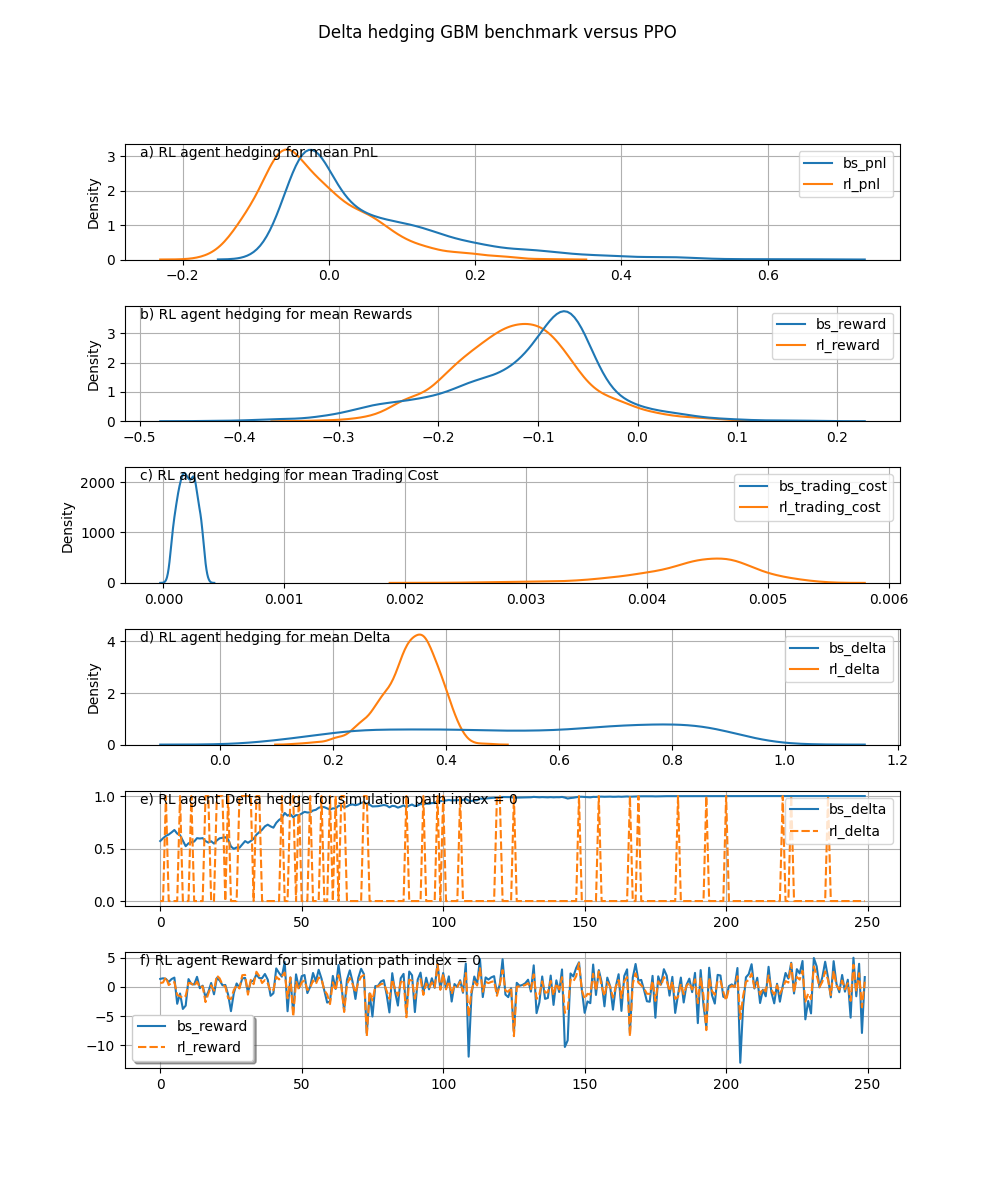 Delta hedging GBM benchmark versus PPO
a) RL agent hedging for mean PnL
bs_pnl
rl_pnl
Density
3
2
1
0
−0.2 0.0 0.2 0.4 0.6
b) RL agent hedging for mean Rewards
bs_reward
rl_reward
Density
3
2
1
0
−0.5 −0.4 −0.3 −0.2 −0.1 0.0 0.1 0.2
c) RL agent hedging for mean Trading Cost
bs_trading_cost
rl_trading_cost
Density
2000
1000
0
0.000 0.001 0.002 0.003 0.004 0.005 0.006
d) RL agent hedging for mean Delta
bs_delta
rl_delta
Density
4
2
0
0.0 0.2 0.4 0.6 0.8 1.0 1.2
e) RL agent Delta hedge for simulation path index = 0
bs_delta
rl_delta
1.0
0.5
0.0
0 50 100 150 200 250
f) RL agent Reward for simulation path index = 0
5
0
−5
−10
bs_reward
rl_reward
0 50 100 150 200 250